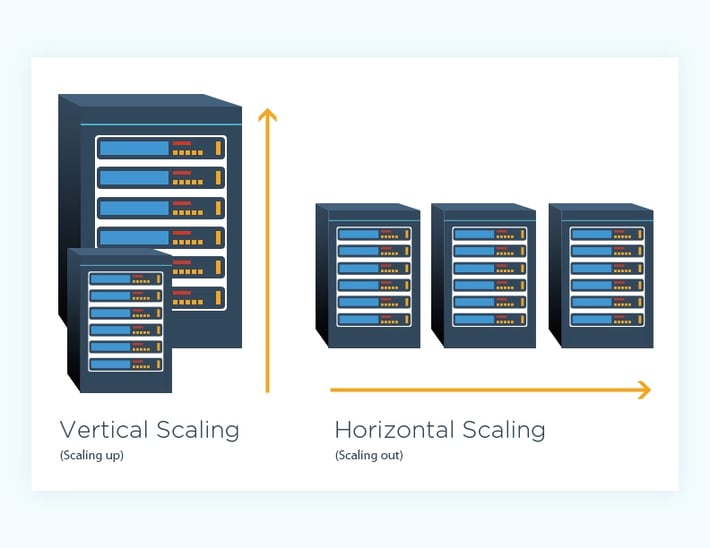 Vertical Scaling
(Scaling up)
Horizontal Scaling
(Scaling out)